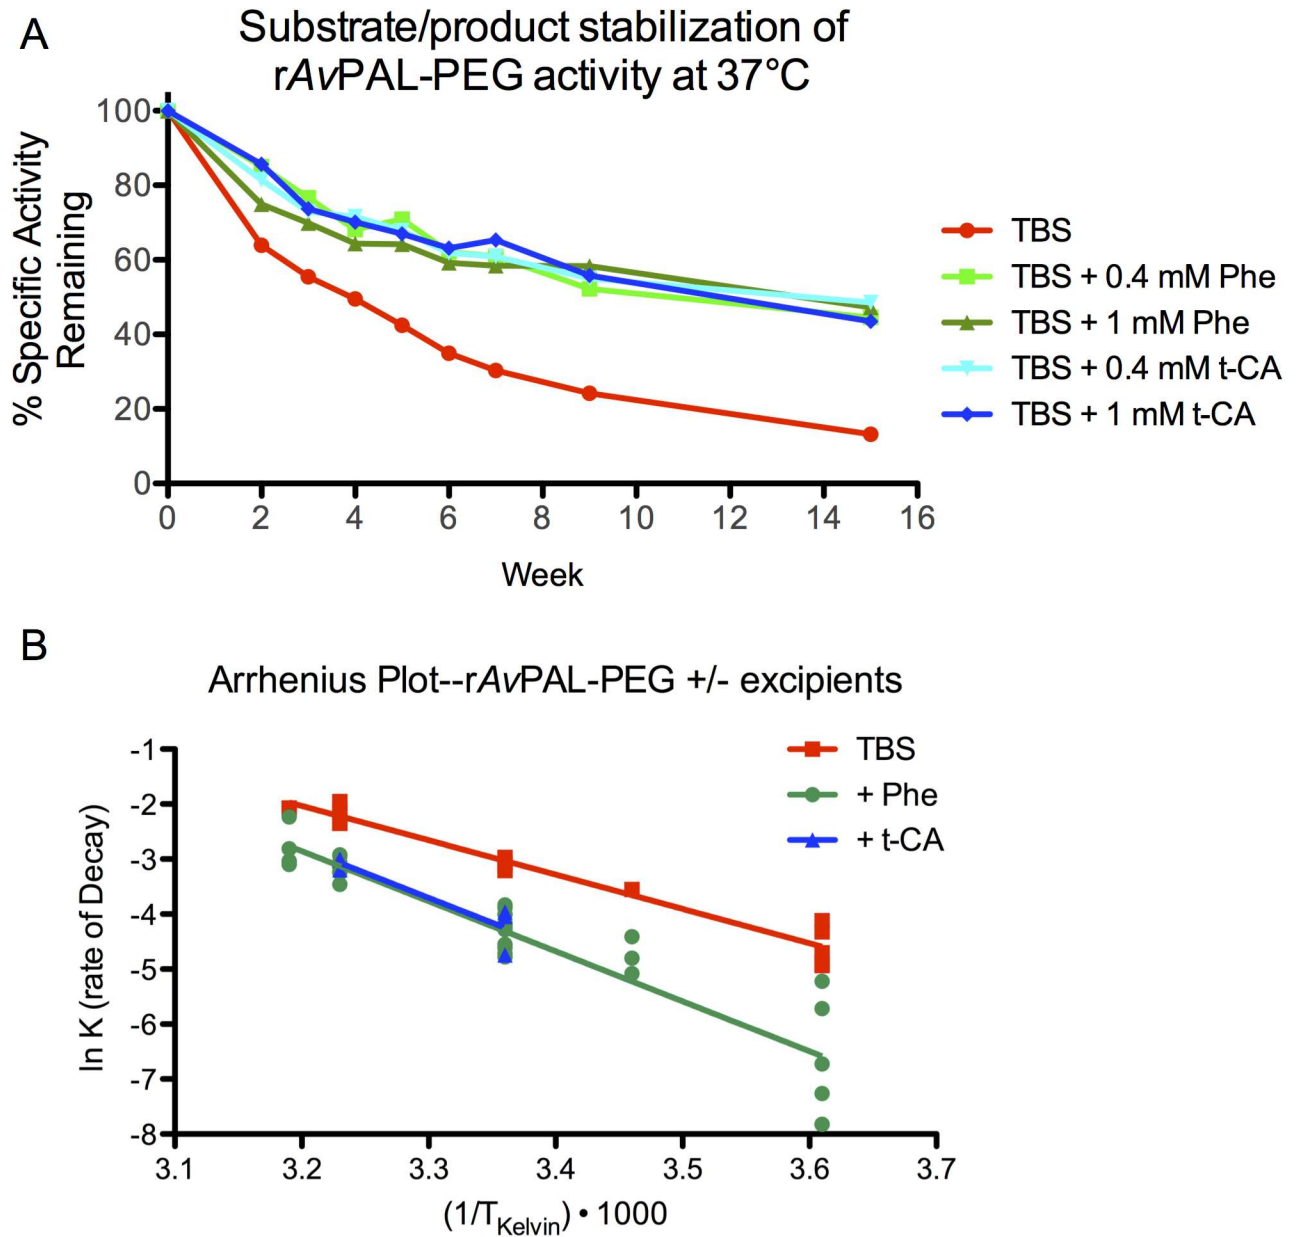 A
Substrate/product stabilization of
rAvPAL-PEG activity at 37°C
% Specific Activity
Remaining
100
80
60
40
20
0
0 2 4 6 8 10 12 14 16
Week
TBS
TBS + 0.4 mM Phe
TBS + 1 mM Phe
TBS + 0.4 mM t-CA
TBS + 1 mM t-CA
B
Arrhenius Plot--rAvPAL-PEG +/- excipients
ln K (rate of Decay)
-1
-2
-3
-4
-5
-6
-7
-8
3.1 3.2 3.3 3.4 3.5 3.6 3.7
(1/TKelvin) • 1000
TBS
+ Phe
+ t-CA